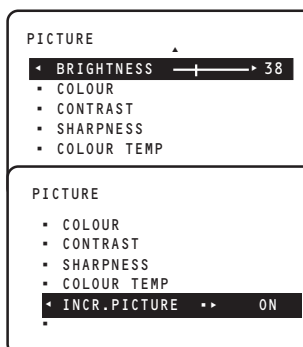 PICTURE
BRIGHTNESS 38
COLOUR
CONTRAST
SHARPNESS
COLOUR TEMP
PICTURE
COLOUR
CONTRAST
SHARPNESS
COLOUR TEMP
INCR.PICTURE ON